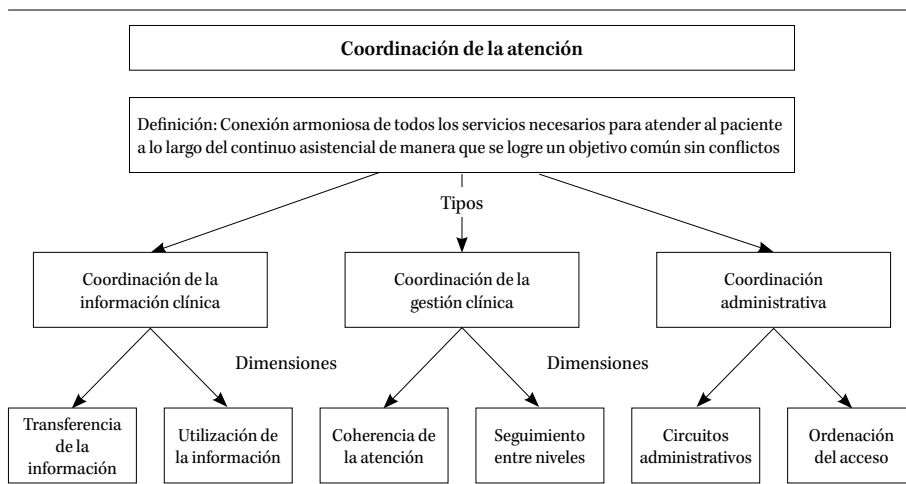 Coordinación de la atención
Definición: Conexión armoniosa de todos los servicios necesarios para atender al paciente
a lo largo del continuo asistencial de manera que se logre un objetivo común sin conflictos
Tipos
Coordinación de la
información clínica
Coordinación de la
gestión clínica
Coordinación
administrativa
Dimensiones
Dimensiones
Transferencia
de la
información
Utilización de
la información
Coherencia de
la atención
Seguimiento
entre niveles
Circuitos
administrativos
Ordenación
del acceso